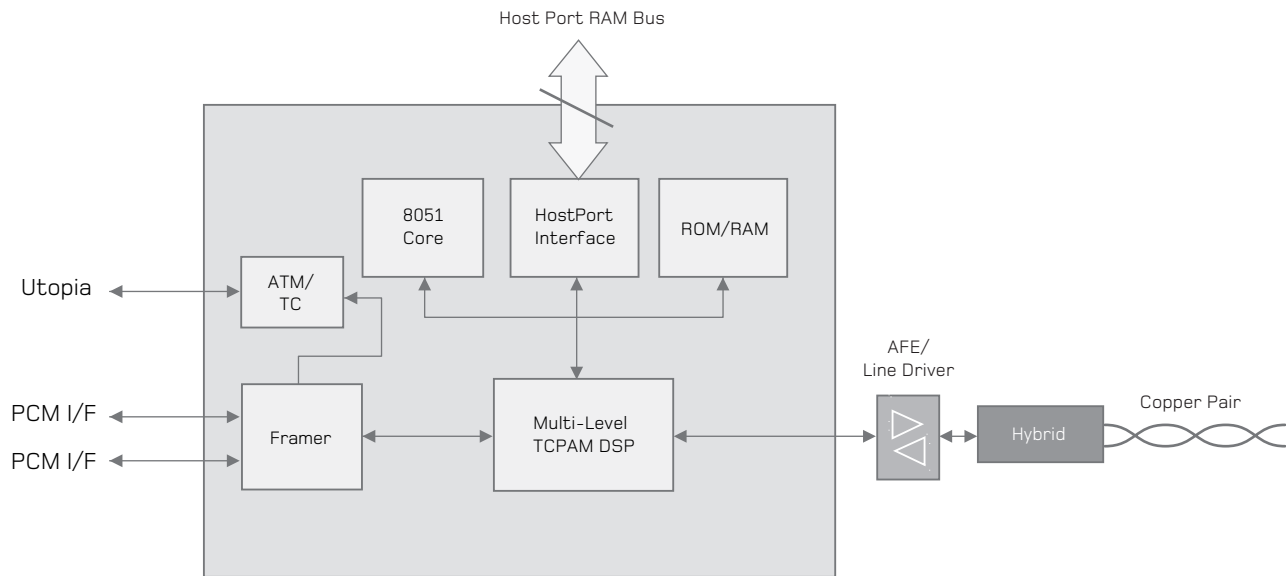 Host Port RAM Bus
8051
Core
HostPort
Interface
ROM/RAM
Utopia
ATM/
TC
AFE/
Line Driver
PCM I/F
PCM I/F
Framer
Multi-Level
TCPAM DSP
Hybrid
Copper Pair